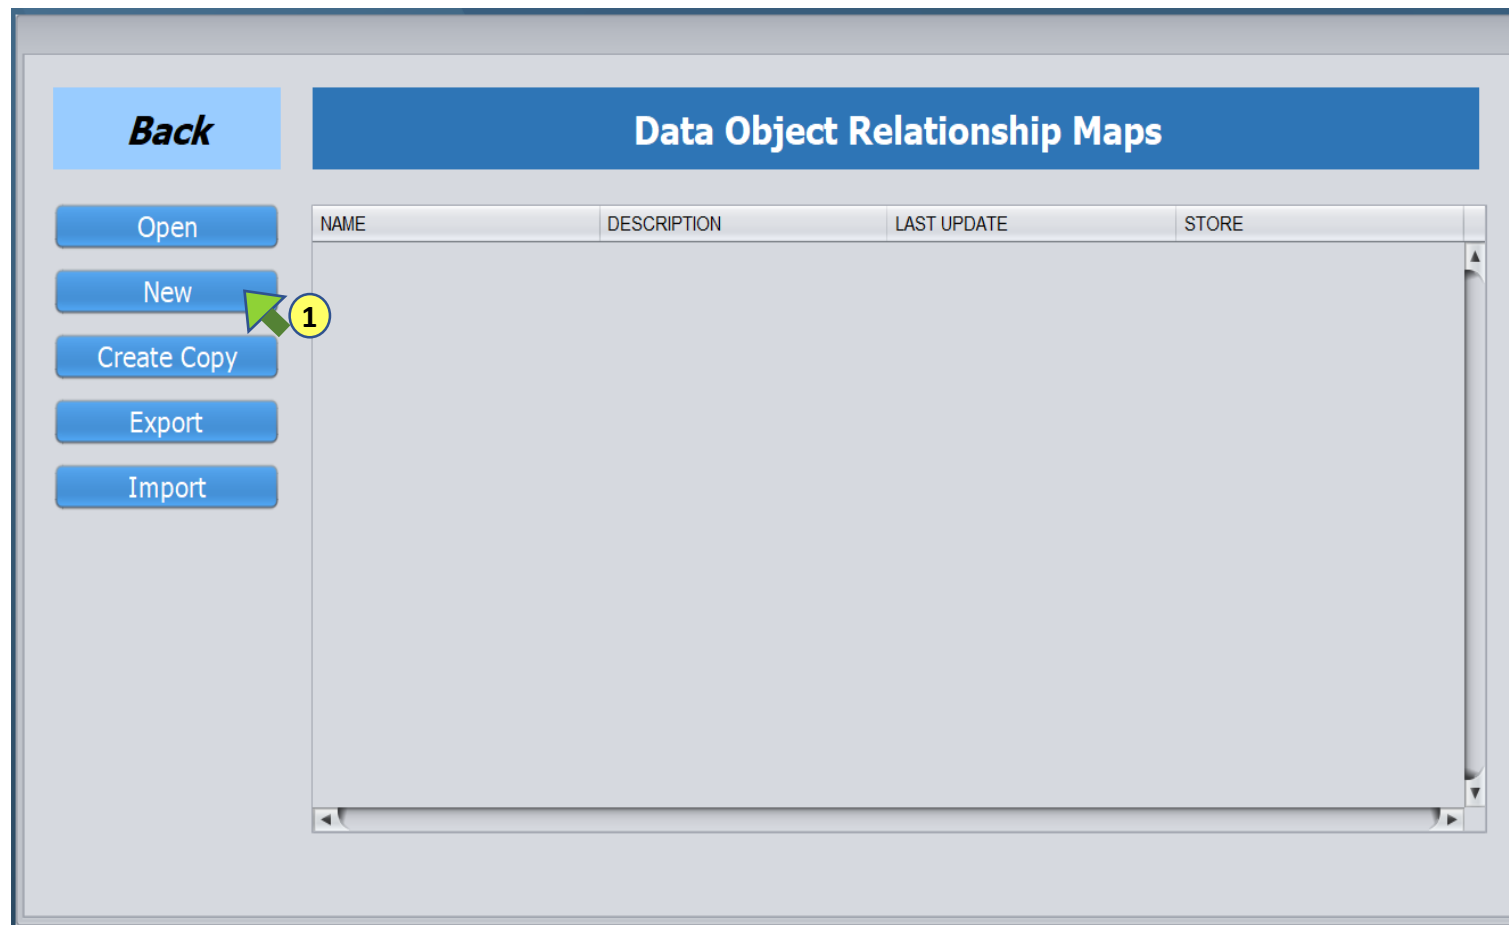 Back
Data Object Relationship Maps
Open
NAME DESCRIPTION LAST UPDATE STORE
New
1
Create Copy
Export
Import